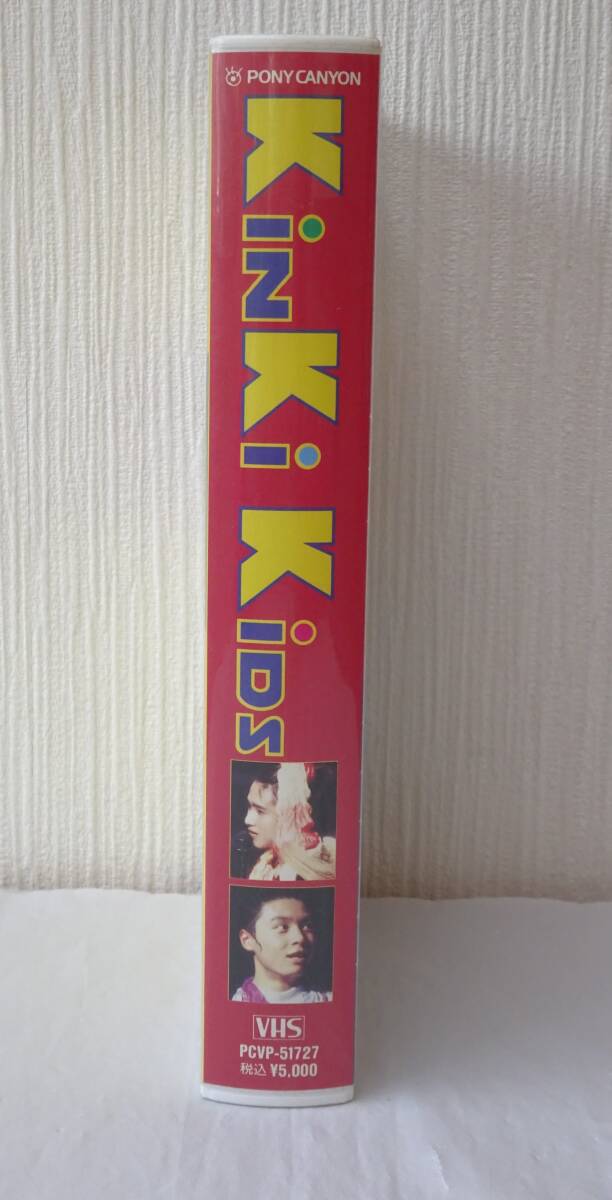 PONY CANYON
KiNKi KiDS
VHS
PCVP-51727
税込 ¥5,000